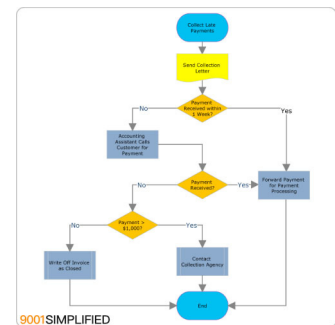 Collect Late
Payments
Send Collection
Letter
Payment
Received within
1 Week?
No
Yes
Accounting
Assistant Calls
Customer for
Payment
Payment
Received?
No
Yes
Forward Payment
for Payment
Processing
Payment >
$1,000?
No
Yes
Write Off Invoice
as Closed
Contact
Collection Agency
End
9001SIMPLIFIED